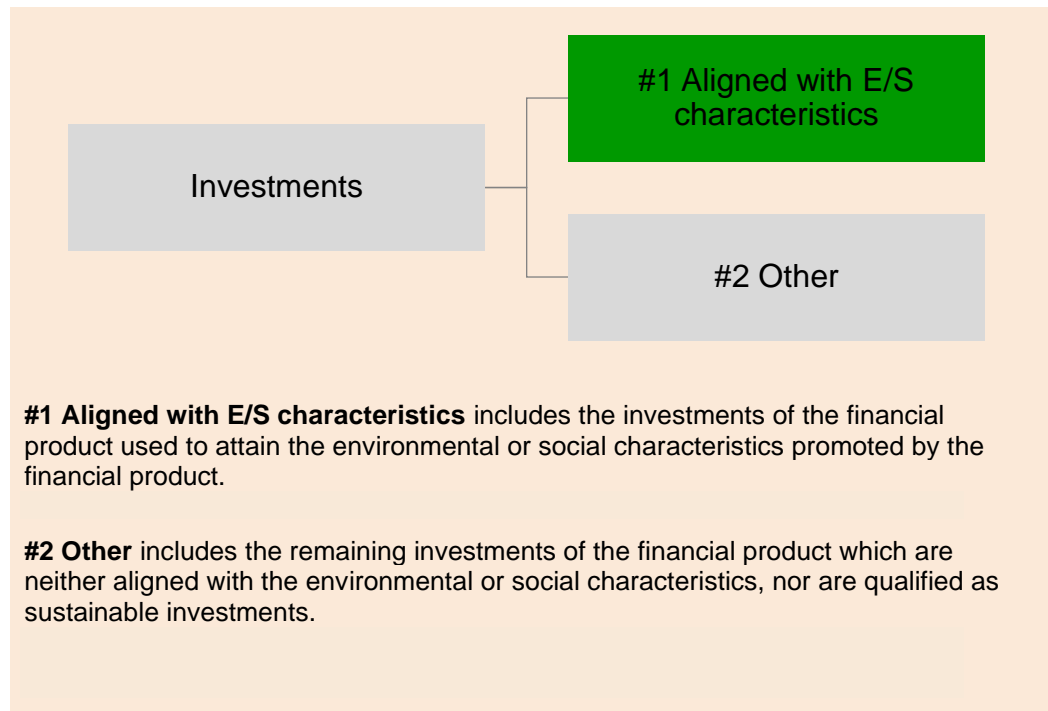 #1 Aligned with E/S
characteristics
Investments
#2 Other
#1 Aligned with E/S characteristics includes the investments of the financial
product used to attain the environmental or social characteristics promoted by the
financial product.
#2 Other includes the remaining investments of the financial product which are
neither aligned with the environmental or social characteristics, nor are qualified as
sustainable investments.